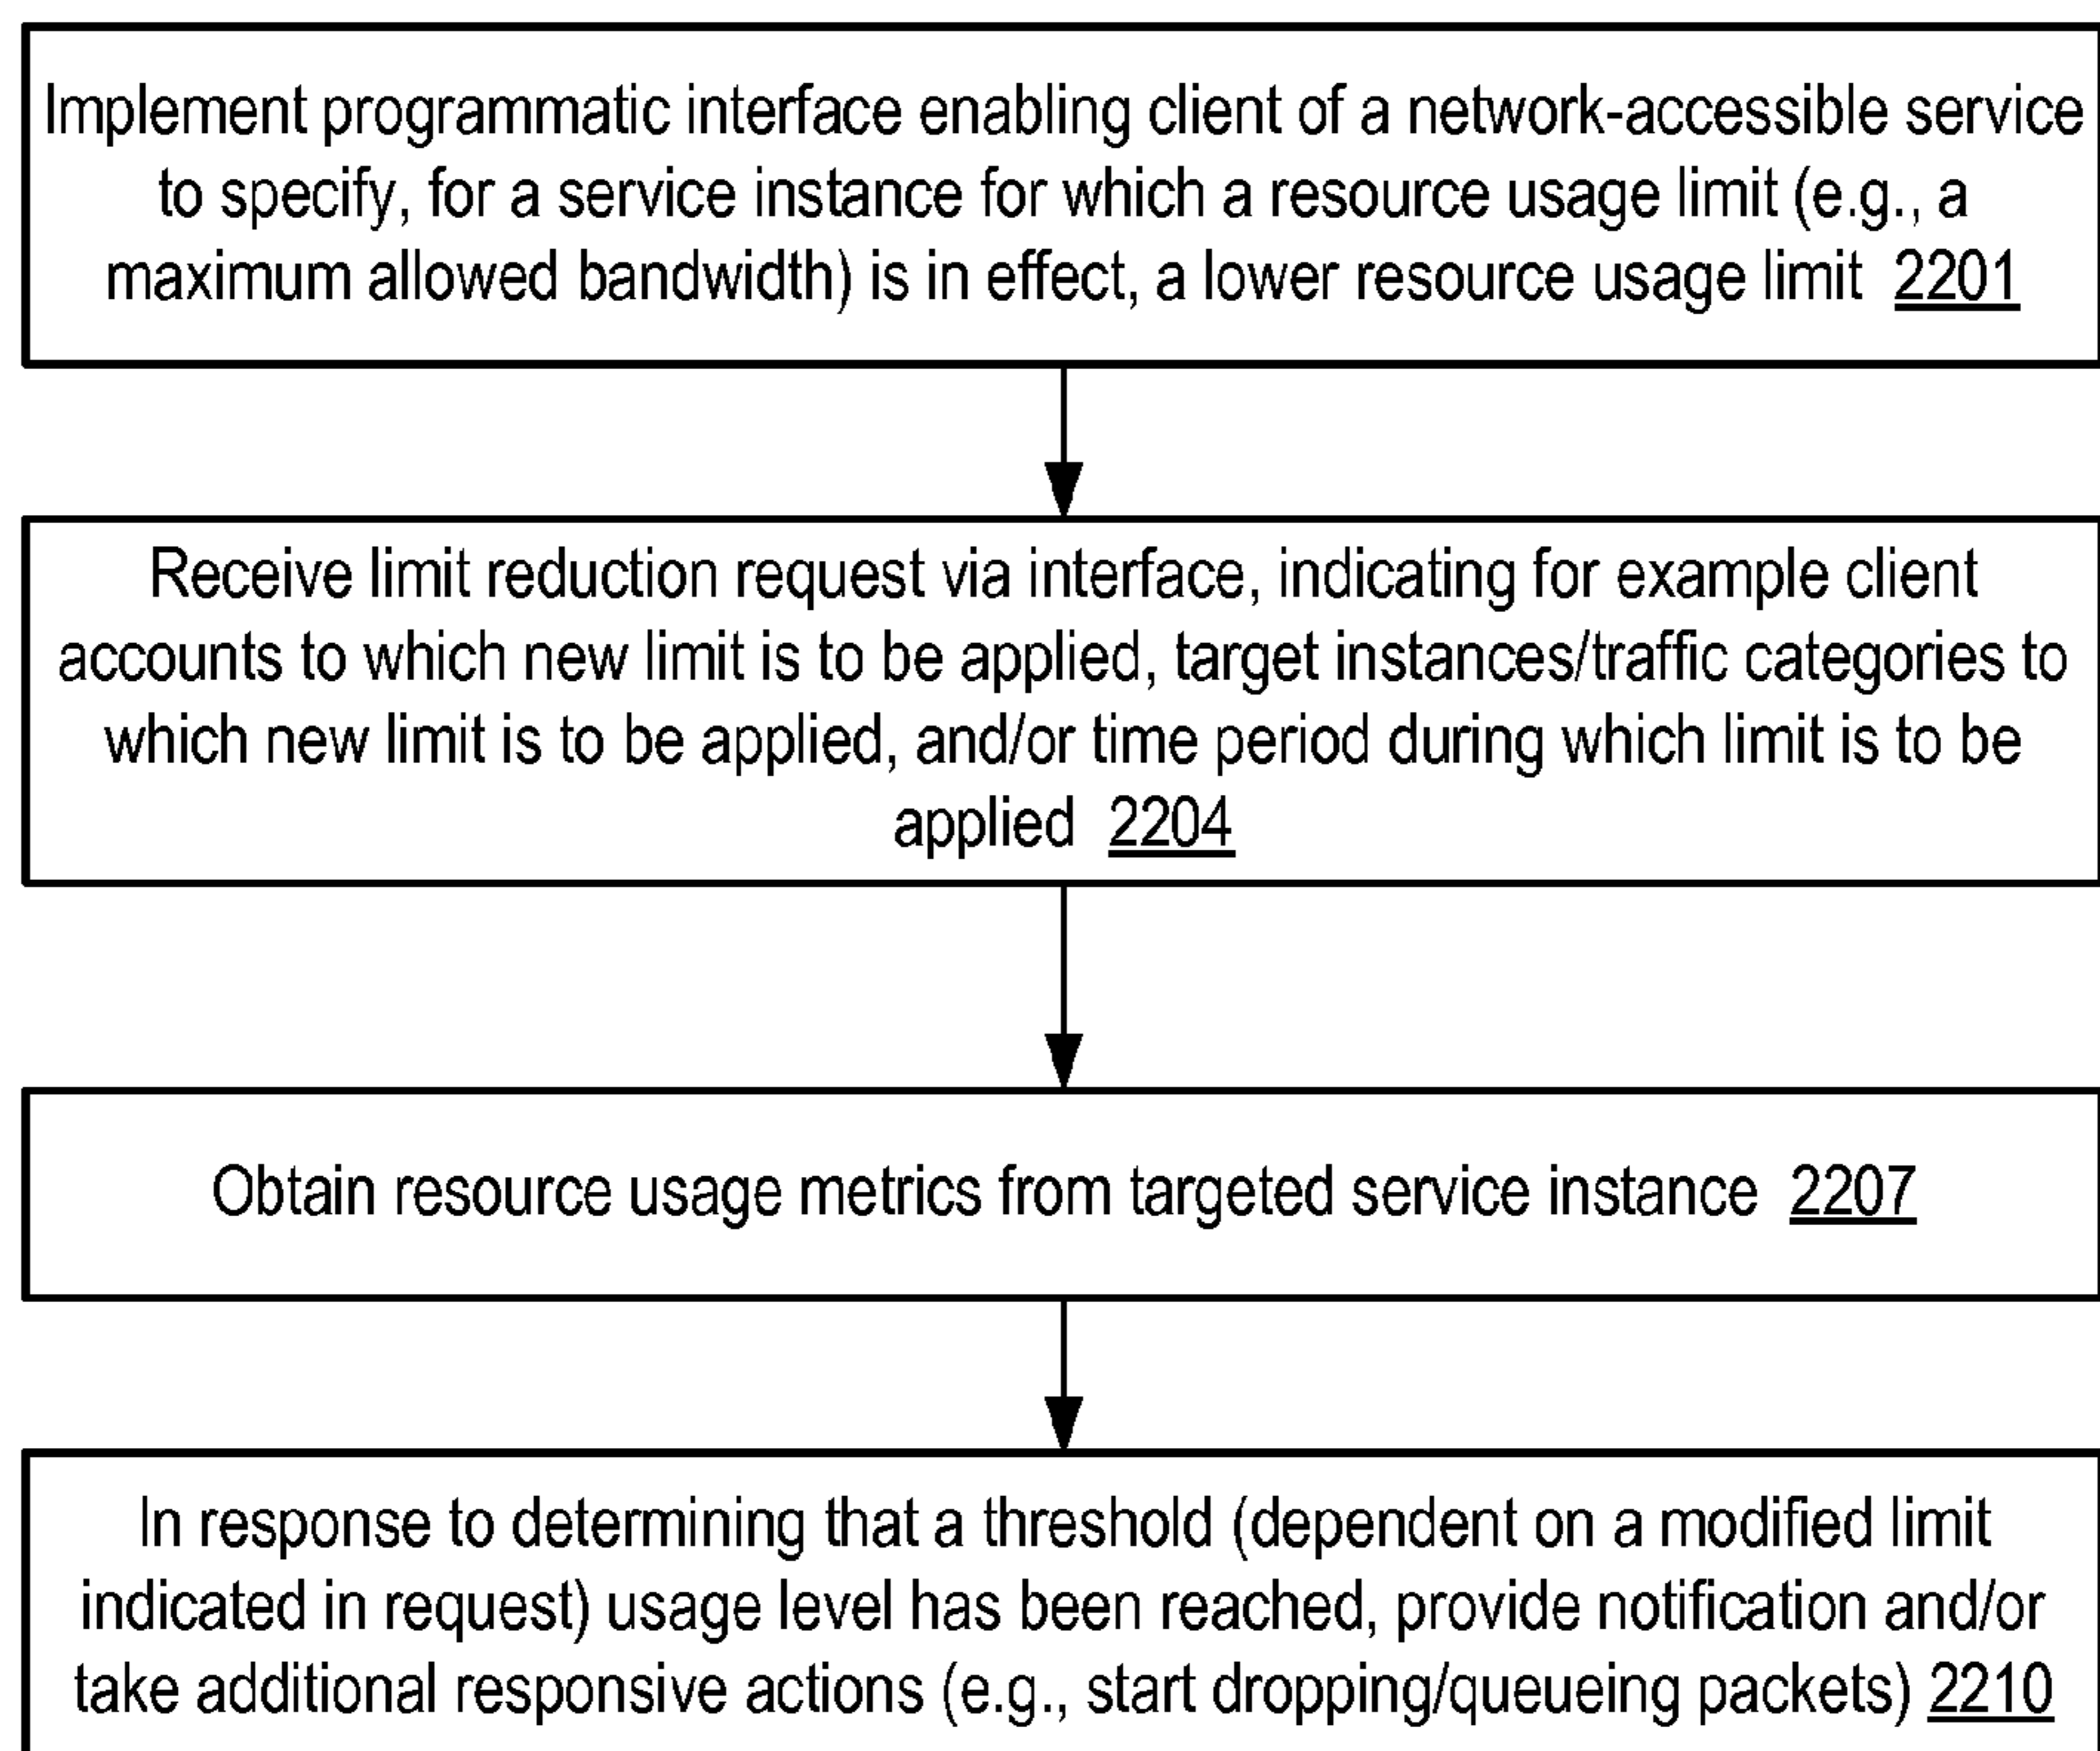 Implement programmatic interface enabling client of a network-accessible service
to specify, for a service instance for which a resource usage limit (e.g., a
maximum allowed bandwidth) is in effect, a lower resource usage limit 2201
Receive limit reduction request via interface, indicating for example client
accounts to which new limit is to be applied, target instances/traffic categories to
which new limit is to be applied, and/or time period during which limit is to be
applied 2204
Obtain resource usage metrics from targeted service instance 2207
In response to determining that a threshold (dependent on a modified limit
indicated in request) usage level has been reached, provide notification and/or
take additional responsive actions (e.g., start dropping/queueing packets) 2210